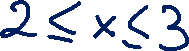 2 ≤ x ≤ 3